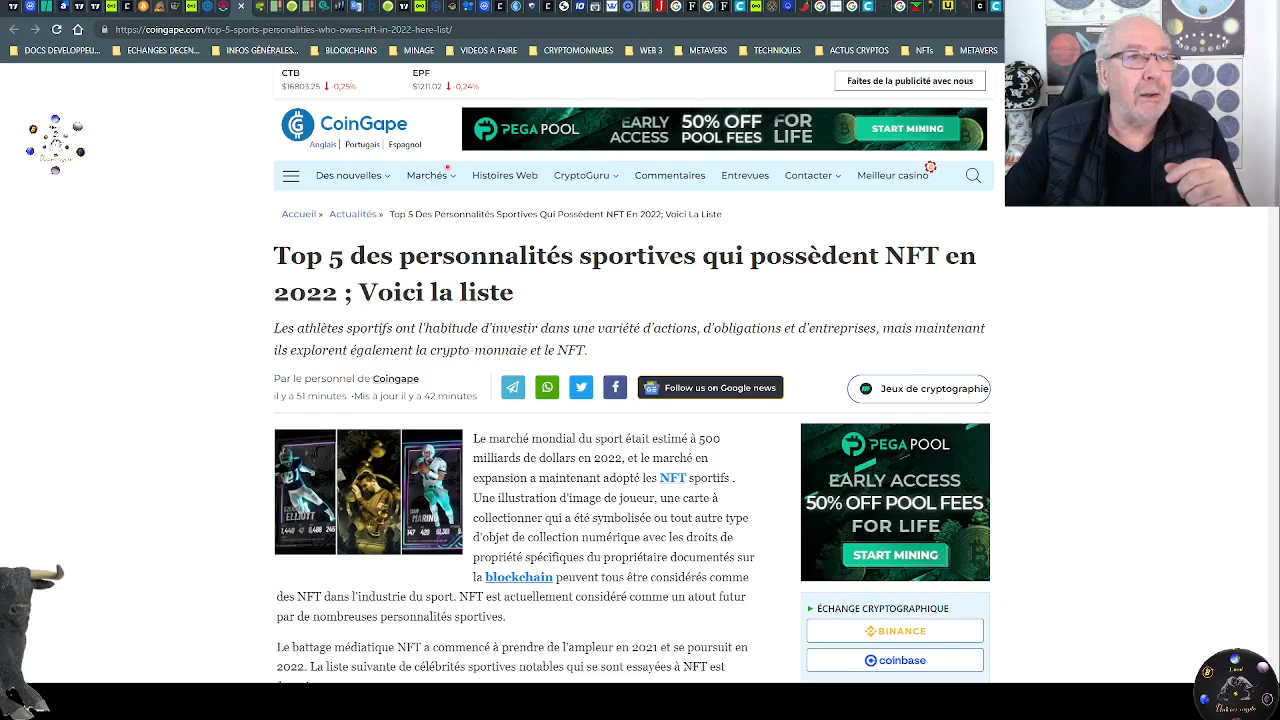 https://coingape.com/top-5-sports-personalities-who-own-nft-in-2022-here-list/
DOCS DEVELOPPEU...
ECHANGES DECEN...
INFOS GÉNÉRALES...
BLOCKCHAINS
MINAGE
VIDEOS A FAIRE
CRYPTOMONNAIES
WEB 3
METAVERS
TECHNIQUES
ACTUS CRYPTOS
NFTs
METAVERS
CTB
EPF
$16803.25 -0,25%
$1211.02 -0,24%
Faites de la publicité avec nous
CoinGape
Anglais | Portugais | Espagnol
PEGA POOL
EARLY ACCESS
50% OFF POOL FEES
FOR LIFE
START MINING
Des nouvelles
Marchés
Histoires Web
CryptoGuru
Commentaires
Entrevues
Contacter
Meilleur casino
Accueil » Actualités » Top 5 Des Personnalités Sportives Qui Possèdent NFT En 2022; Voici La Liste
Top 5 des personnalités sportives qui possèdent NFT en
2022 ; Voici la liste
Les athlètes sportifs ont l'habitude d'investir dans une variété d'actions, d'obligations et d'entreprises, mais maintenant
ils explorent également la crypto-monnaie et le NFT.
Par le personnel de Coingape
il y a 51 minutes •Mis à jour il y a 42 minutes
Follow us on Google news
Jeux de cryptographie
Le marché mondial du sport était estimé à 500
milliards de dollars en 2022, et le marché en
expansion a maintenant adopté les NFT sportifs .
Une illustration d'image de joueur, une carte à
collectionner qui a été symbolisée ou tout autre type
d'objet de collection numérique avec les droits de
propriété spécifiques du propriétaire documentés sur
la blockchain peuvent tous être considérés comme
des NFT dans l'industrie du sport. NFT est actuellement considéré comme un atout futur
par de nombreuses personnalités sportives.
Le battage médiatique NFT a commencé à prendre de l'ampleur en 2021 et se poursuit en
2022. La liste suivante de célébrités sportives notables qui se sont essayées à NFT est
ELLIOTT
MARINO
PEGA POOL
EARLY ACCESS
50% OFF POOL FEES
FOR LIFE
START MINING
ÉCHANGE CRYPTOGRAPHIQUE
BINANCE
coinbase